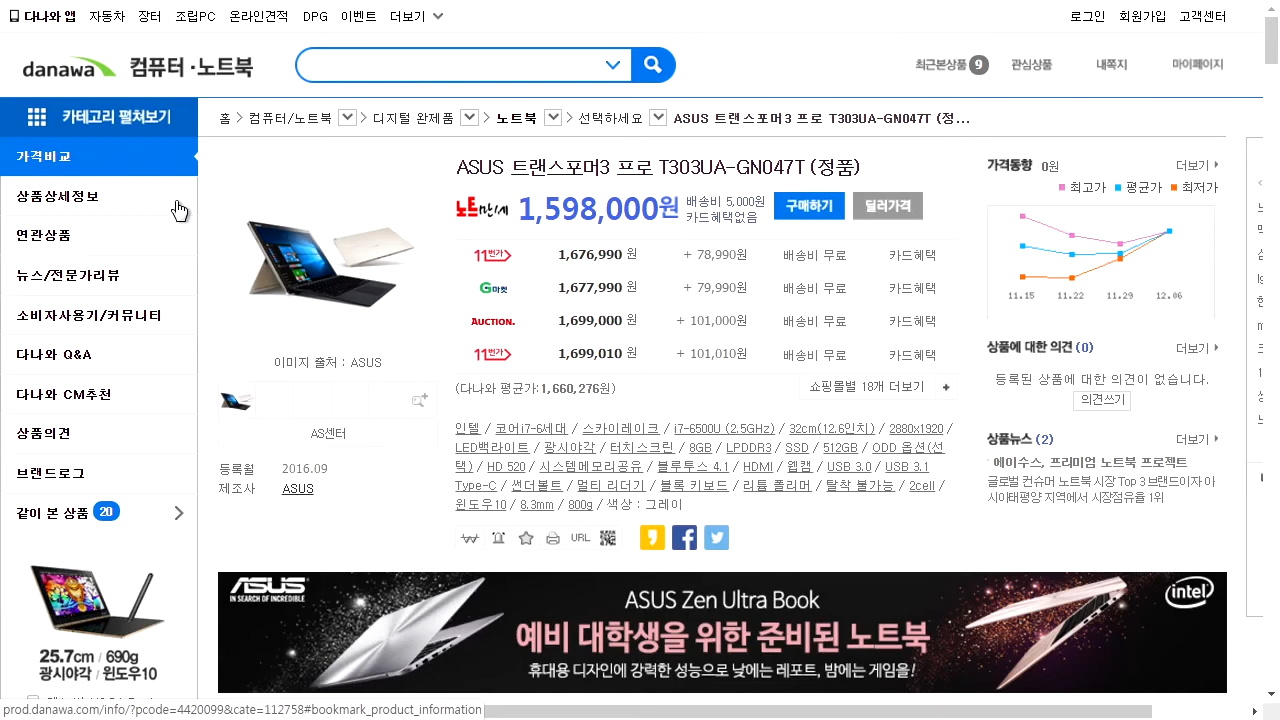 다나와 앱 자동차 장터 조립PC 온라인견적 DPG 이벤트 더보기
로그인 회원가입 고객센터
danawa 컴퓨터·노트북
최근본상품 9 관심상품 내쪽지 마이페이지
카테고리 펼쳐보기
홈 > 컴퓨터/노트북 > 디지털 완제품 > 노트북 > 선택하세요 ASUS 트랜스포머3 프로 T303UA-GN047T (정...
가격비교
상품상세정보
연관상품
뉴스/전문가리뷰
소비자사용기/커뮤니티
다나와 Q&A
다나와 CM추천
상품의견
브랜드로그
같이 본 상품 20
25.7cm / 690g
광시야각 / 윈도우10
이미지 출처 : ASUS
AS센터
등록월 2016.09
제조사 ASUS
ASUS 트랜스포머3 프로 T303UA-GN047T (정품)
노트만세 1,598,000원 배송비 5,000원
카드혜택없음
구매하기 딜러가격
11번가 1,676,990 원 + 78,990원 배송비 무료 카드혜택
G마켓 1,677,990 원 + 79,990원 배송비 무료 카드혜택
AUCTION. 1,699,000 원 + 101,000원 배송비 무료 카드혜택
11번가 1,699,010 원 + 101,010원 배송비 무료 카드혜택
(다나와 평균가:1,660,276원) 쇼핑몰별 18개 더보기 +
인텔 / 코어i7-6세대 / 스카이레이크 / i7-6500U (2.5GHz) / 32cm(12.6인치) / 2880x1920 /
LED백라이트 / 광시야각 / 터치스크린 / 8GB / LPDDR3 / SSD / 512GB / ODD 옵션(선
택) / HD 520 / 시스템메모리공유 / 블루투스 4.1 / HDMI / 웹캠 / USB 3.0 / USB 3.1
Type-C / 썬더볼트 / 멀티 리더기 / 블록 키보드 / 리튬 폴리머 / 탈착 불가능 / 2cell /
윈도우10 / 8.3mm / 800g / 색상 : 그레이
URL
가격동향 0원 더보기
최고가 평균가 최저가
11.15 11.22 11.29 12.06
상품에 대한 의견 (0) 더보기
등록된 상품에 대한 의견이 없습니다.
의견쓰기
상품뉴스 (2) 더보기
에이수스, 프리미엄 노트북 프로젝트
글로벌 컨슈머 노트북 시장 Top 3 브랜드이자 아
시아태평양 지역에서 시장점유율 1위
ASUS
IN SEARCH OF INCREDIBLE
ASUS Zen Ultra Book
예비 대학생을 위한 준비된 노트북
휴대용 디자인에 강력한 성능으로 낮에는 레포트, 밤에는 게임을!
intel
prod.danawa.com/info/?pcode=4420099&cate=112758#bookmark_product_information